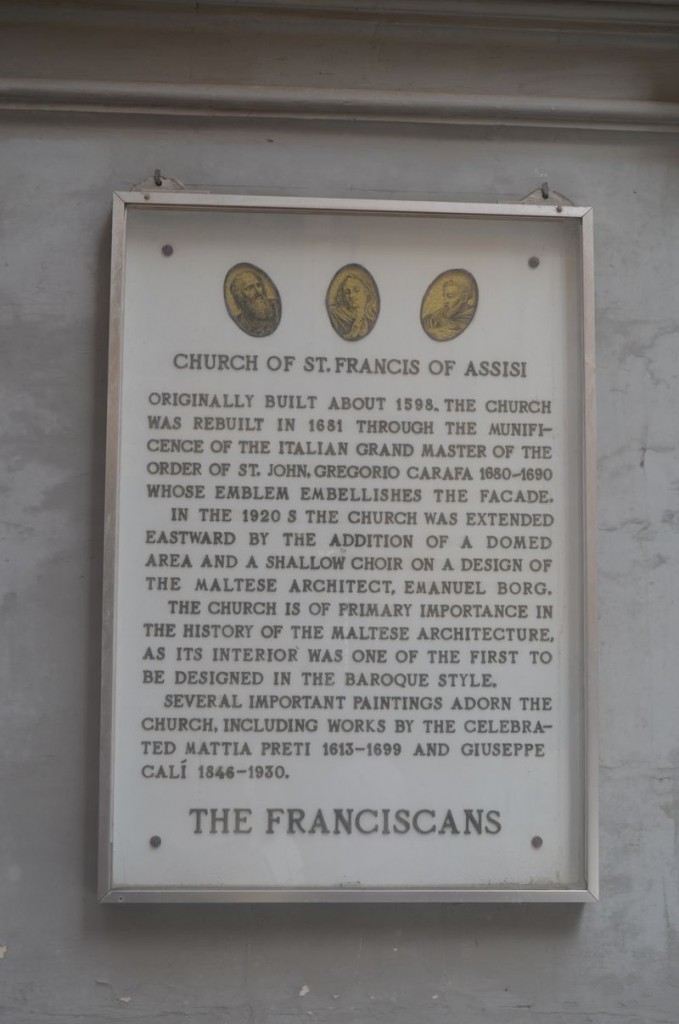 CHURCH OF ST. FRANCIS OF ASSISI
ORIGINALLY BUILT ABOUT 1598. THE CHURCH
WAS REBUILT IN 1681 THROUGH THE MUNIFI-
CENCE OF THE ITALIAN GRAND MASTER OF THE
ORDER OF ST. JOHN, GREGORIO CARAFA 1680-1690
WHOSE EMBLEM EMBELLISHES THE FACADE.
IN THE 1920 S THE CHURCH WAS EXTENDED
EASTWARD BY THE ADDITION OF A DOMED
AREA AND A SHALLOW CHOIR ON A DESIGN OF
THE MALTESE ARCHITECT, EMANUEL BORG.
THE CHURCH IS OF PRIMARY IMPORTANCE IN
THE HISTORY OF THE MALTESE ARCHITECTURE,
AS ITS INTERIOR WAS ONE OF THE FIRST TO
BE DESIGNED IN THE BAROQUE STYLE.
SEVERAL IMPORTANT PAINTINGS ADORN THE
CHURCH, INCLUDING WORKS BY THE CELEBRA-
TED MATTIA PRETI 1613-1699 AND GIUSEPPE
CALÍ 1846-1930.
THE FRANCISCANS